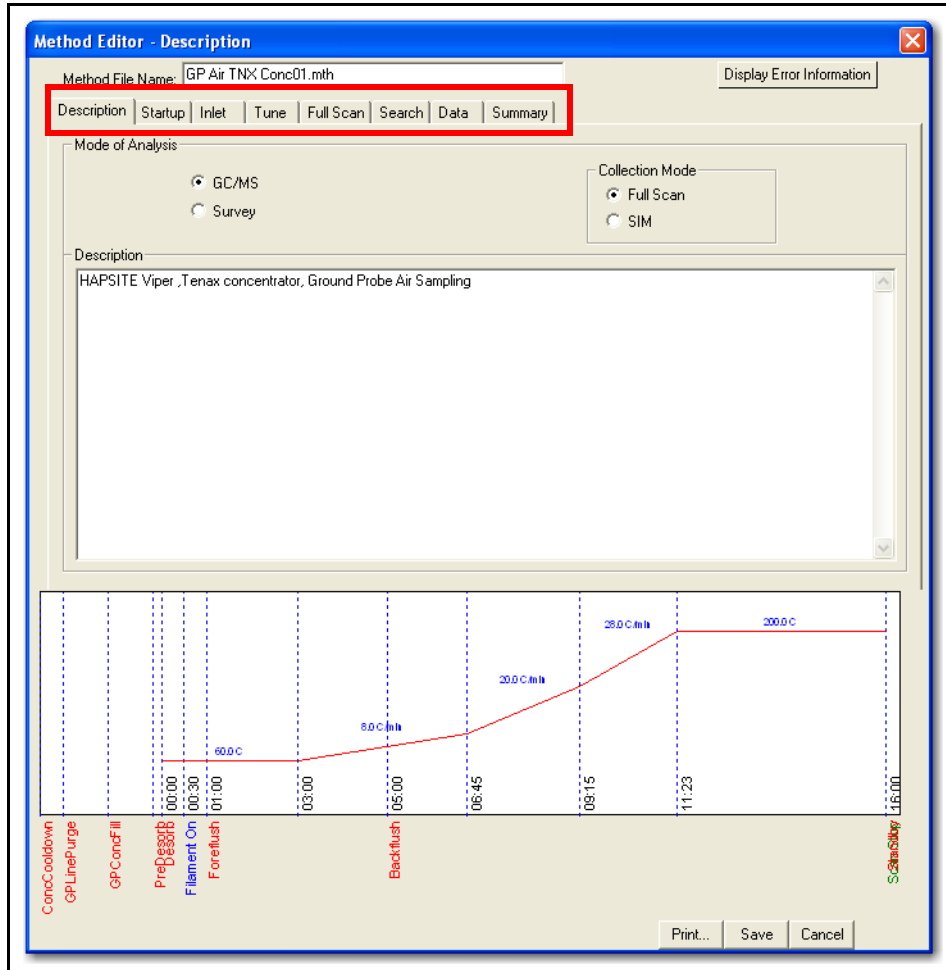 Method Editor - Description
Method File Name: GP Air TNX Conc01.mth
Display Error Information
Description Startup Inlet Tune Full Scan Search Data Summary
Mode of Analysis
GC/MS
Survey
Collection Mode
Full Scan
SIM
Description
HAPSITE Viper ,Tenax concentrator, Ground Probe Air Sampling
60.0 C
8.0 C/min
20.0 C/min
28.0 C/min
200.0 C
00:00
00:30
01:00
03:00
05:00
06:45
09:15
11:23
16:00
ConcCooldown
GPLinePurge
GPConcFill
PreDesorb
Desorb
Filament On
Foreflush
Backflush
Print... Save Cancel